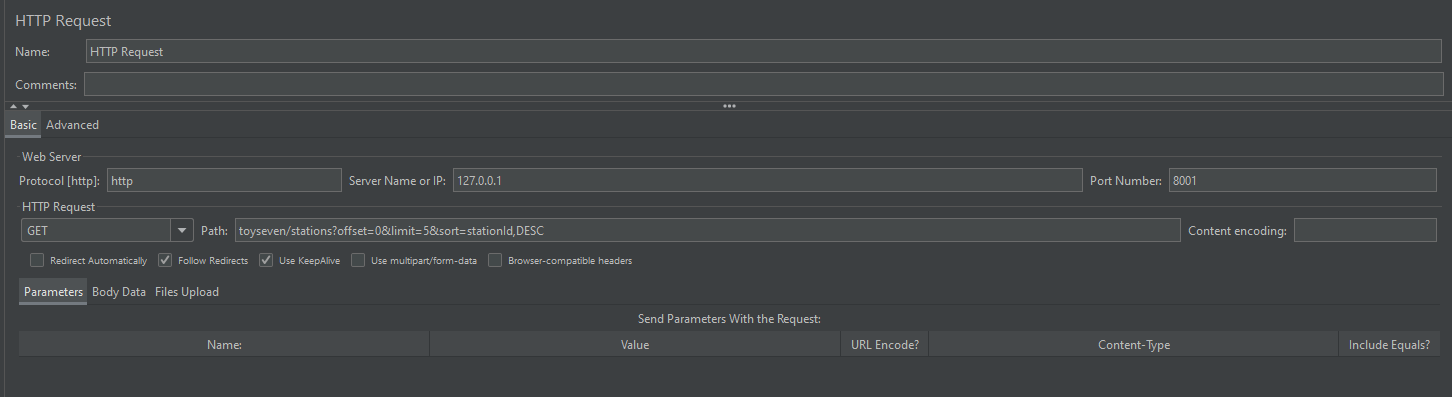 HTTP Request
Name: HTTP Request
Comments:
Basic Advanced
Web Server
Protocol [http]: http Server Name or IP: 127.0.0.1 Port Number: 8001
HTTP Request
GET Path: toyseven/stations?offset=0&limit=5&sort=stationId,DESC Content encoding:
Redirect Automatically Follow Redirects Use KeepAlive Use multipart/form-data Browser-compatible headers
Parameters Body Data Files Upload
Send Parameters With the Request:
Name: Value URL Encode? Content-Type Include Equals?